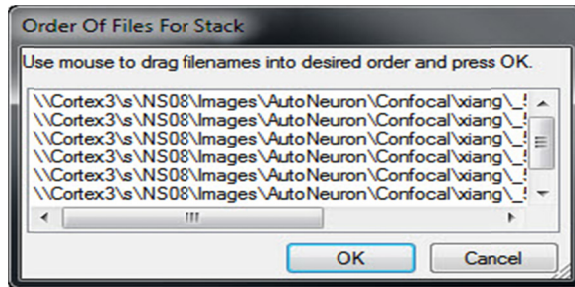 Order Of Files For Stack
Use mouse to drag filenames into desired order and press OK.
\\Cortex3\s\NS08\Images\AutoNeuron\Confocal\xiang\_
\\Cortex3\s\NS08\Images\AutoNeuron\Confocal\xiang\_
\\Cortex3\s\NS08\Images\AutoNeuron\Confocal\xiang\_
\\Cortex3\s\NS08\Images\AutoNeuron\Confocal\xiang\_
\\Cortex3\s\NS08\Images\AutoNeuron\Confocal\xiang\_
\\Cortex3\s\NS08\Images\AutoNeuron\Confocal\xiang\_
OK
Cancel